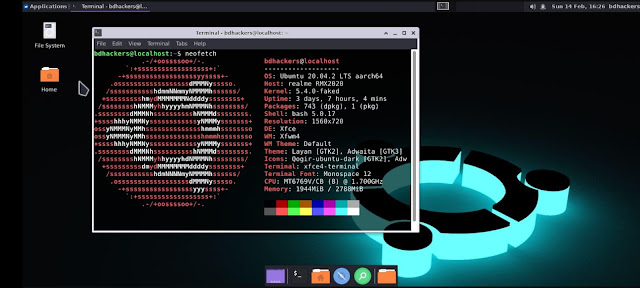 Applications
Terminal - bdhackers@l...
Sun 14 Feb, 16:26
bdhackers
File System
Home
Terminal - bdhackers@localhost: ~
File Edit View Terminal Tabs Help
bdhackers@localhost:~$ neofetch
bdhackers@localhost
-------------------
OS: Ubuntu 20.04.2 LTS aarch64
Host: realme RMX2020
Kernel: 5.4.0-faked
Uptime: 3 days, 7 hours, 4 mins
Packages: 743 (dpkg), 1 (pkg)
Shell: bash 5.0.17
Resolution: 1560x720
DE: Xfce
WM: Xfwm4
WM Theme: Default
Theme: Layan [GTK2], Adwaita [GTK3]
Icons: Qogir-ubuntu-dark [GTK2], Adw
Terminal: xfce4-terminal
Terminal Font: Monospace 12
CPU: MT6769V/CB (8) @ 1.700GHz
Memory: 1944MiB / 2788MiB